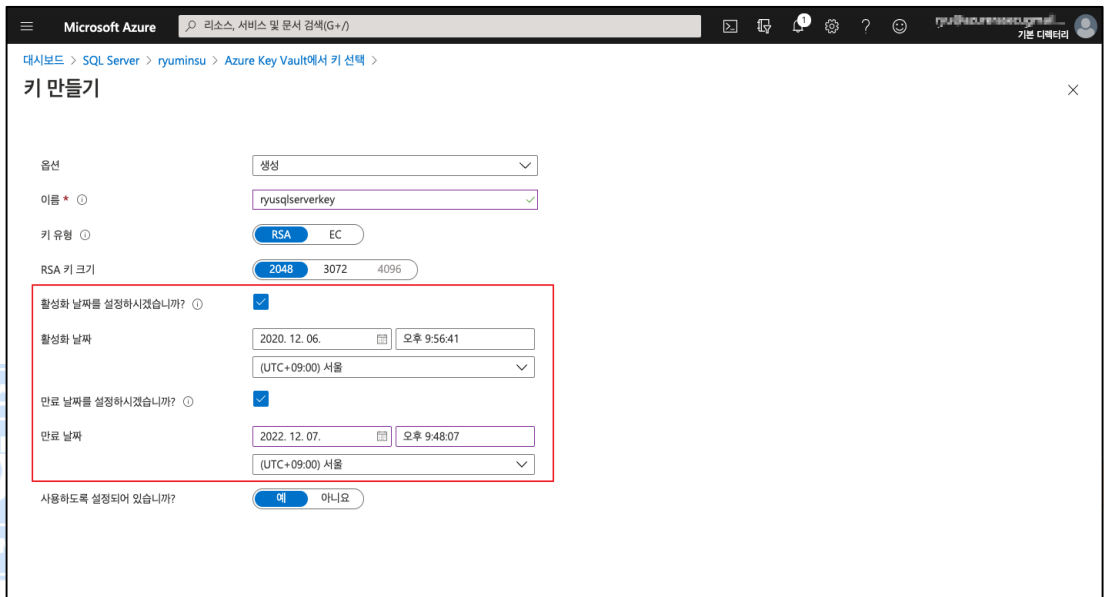 Microsoft Azure
리소스, 서비스 및 문서 검색(G+/)
1
기본 디렉터리
대시보드 > SQL Server > ryuminsu > Azure Key Vault에서 키 선택 >
키 만들기
옵션 생성
이름 * ryusqlserverkey
키 유형 RSA EC
RSA 키 크기 2048 3072 4096
활성화 날짜를 설정하시겠습니까?
활성화 날짜 2020. 12. 06. 오후 9:56:41
(UTC+09:00) 서울
만료 날짜를 설정하시겠습니까?
만료 날짜 2022. 12. 07. 오후 9:48:07
(UTC+09:00) 서울
사용하도록 설정되어 있습니까? 예 아니요